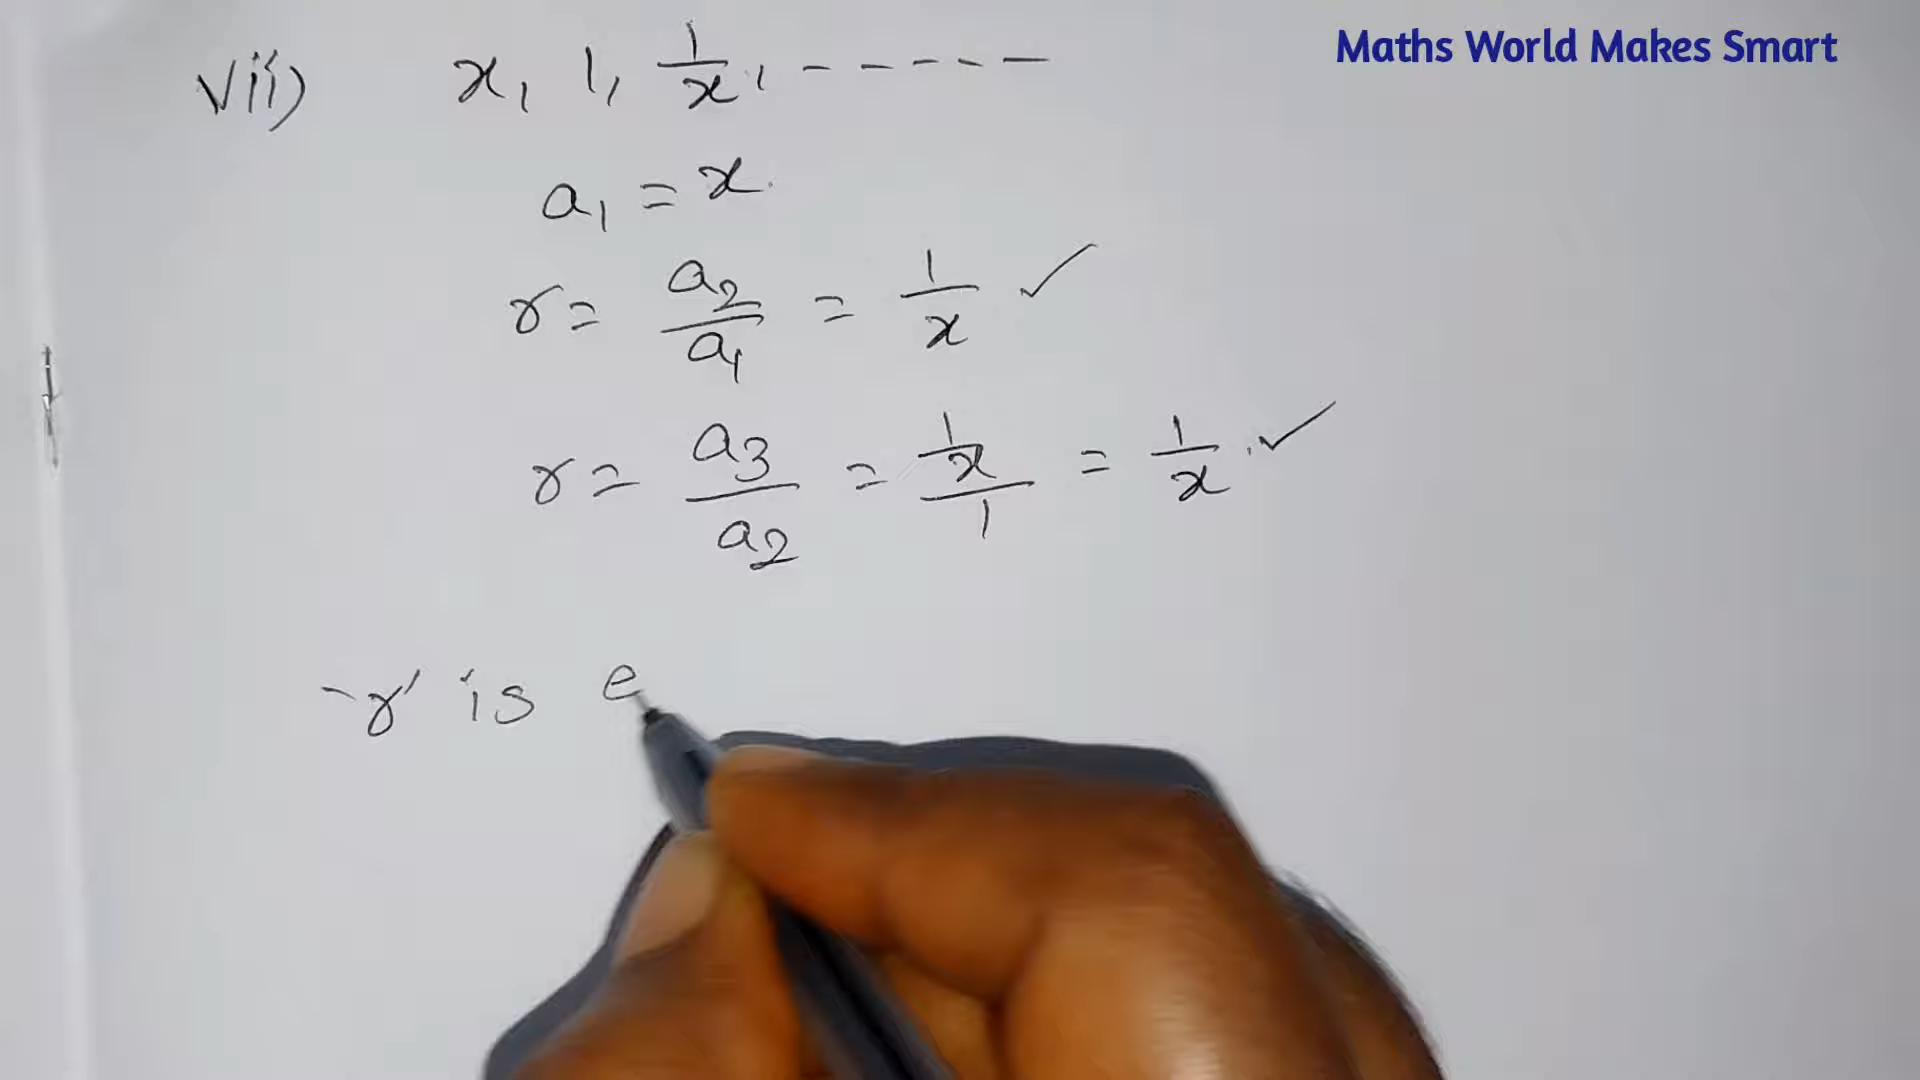 Maths World Makes Smart
vii) x, 1, 1/x, - - - - -
a₁ = x.
r = a₂/a₁ = 1/x ✓
r = a₃/a₂ = (1/x)/1 = 1/x. ✓
'r' is e